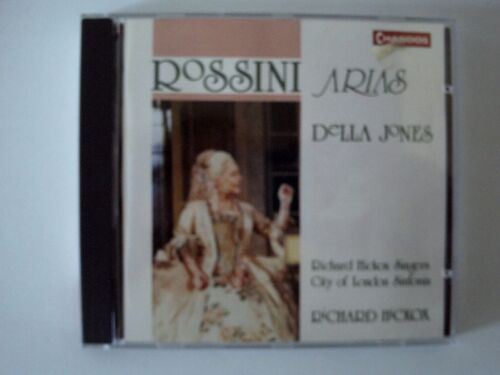 CHANDOS
ROSSINI ARIAS
DELLA JONES
Richard Hickox Singers
City of London Sinfonia
RICHARD HICKOX